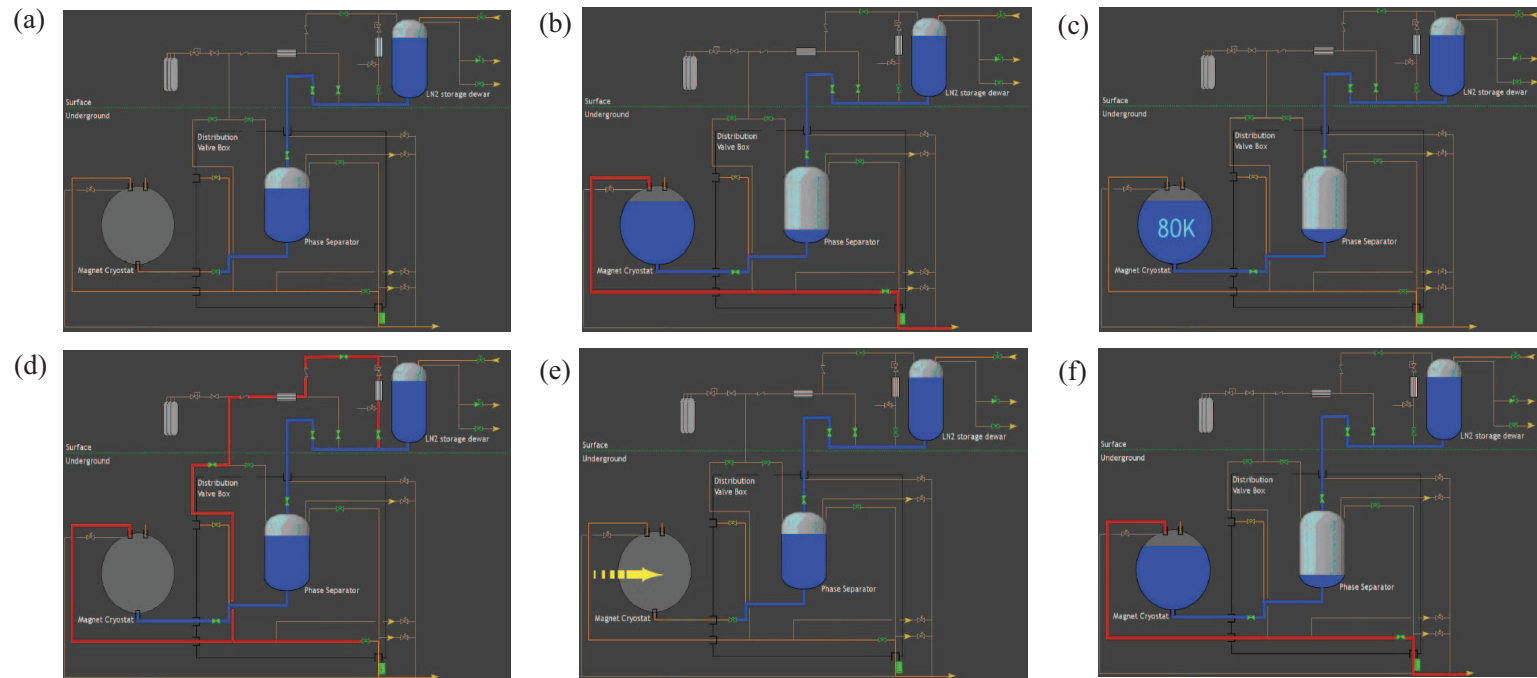 (a)
LN2 storage dewar
Surface
Underground
Distribution
Valve Box
Phase Separator
Magnet Cryostat
(b)
LN2 storage dewar
Surface
Underground
Distribution
Valve Box
Phase Separator
Magnet Cryostat
(c)
LN2 storage dewar
Surface
Underground
Distribution
Valve Box
80K
Phase Separator
Magnet Cryostat
(d)
LN2 storage dewar
Surface
Underground
Distribution
Valve Box
Phase Separator
Magnet Cryostat
(e)
LN2 storage dewar
Surface
Underground
Distribution
Valve Box
Phase Separator
Magnet Cryostat
(f)
LN2 storage dewar
Surface
Underground
Distribution
Valve Box
Phase Separator
Magnet Cryostat